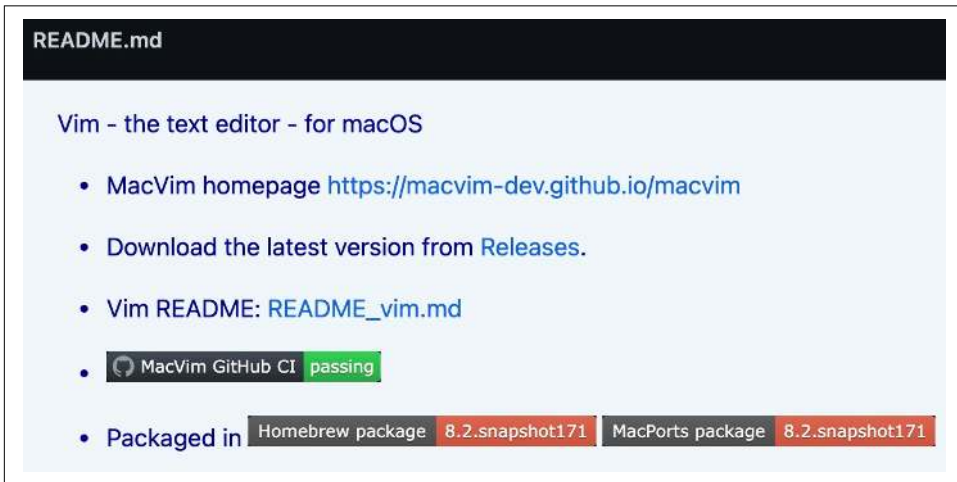 README.md
Vim - the text editor - for macOS
• MacVim homepage https://macvim-dev.github.io/macvim
• Download the latest version from Releases.
• Vim README: README_vim.md
• MacVim GitHub CI passing
• Packaged in Homebrew package 8.2.snapshot171 MacPorts package 8.2.snapshot171